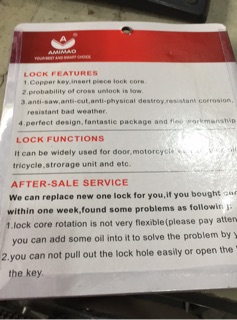 AMIMAO
YOUR BEST AND SMART CHOICE
LOCK FEATURES
1.Copper key,insert piece lock core.
2.probability of cross unlock is low.
3.anti-saw,anti-cut,anti-physical destroy,resistant corrosion,
resistant bad weather.
4.perfect design,fantastic package and fine workmanship
LOCK FUNCTIONS
It can be widely used for door,motorcycle
tricycle,strorage unit and etc.
AFTER-SALE SERVICE
We can replace new one lock for you,if you bought our
within one week,found some problems as following:
1.lock core rotation is not very flexible(please pay atten
you can add some oil into it to solve the problem by y
2.you can not pull out the lock hole easily or open the
the key.